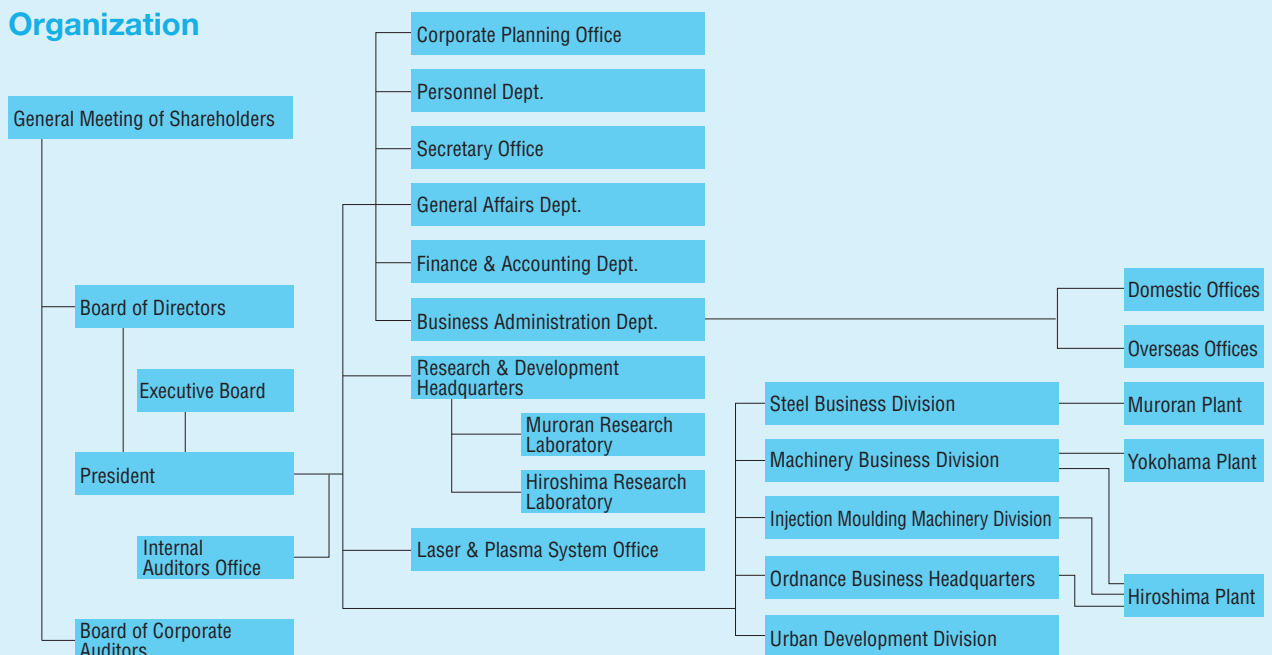 Organization
General Meeting of Shareholders
Board of Directors
Executive Board
President
Internal
Auditors Office
Board of Corporate
Auditors
Corporate Planning Office
Personnel Dept.
Secretary Office
General Affairs Dept.
Finance & Accounting Dept.
Business Administration Dept.
Research & Development
Headquarters
Muroran Research
Laboratory
Hiroshima Research
Laboratory
Laser & Plasma System Office
Steel Business Division
Machinery Business Division
Injection Moulding Machinery Division
Ordnance Business Headquarters
Urban Development Division
Domestic Offices
Overseas Offices
Muroran Plant
Yokohama Plant
Hiroshima Plant